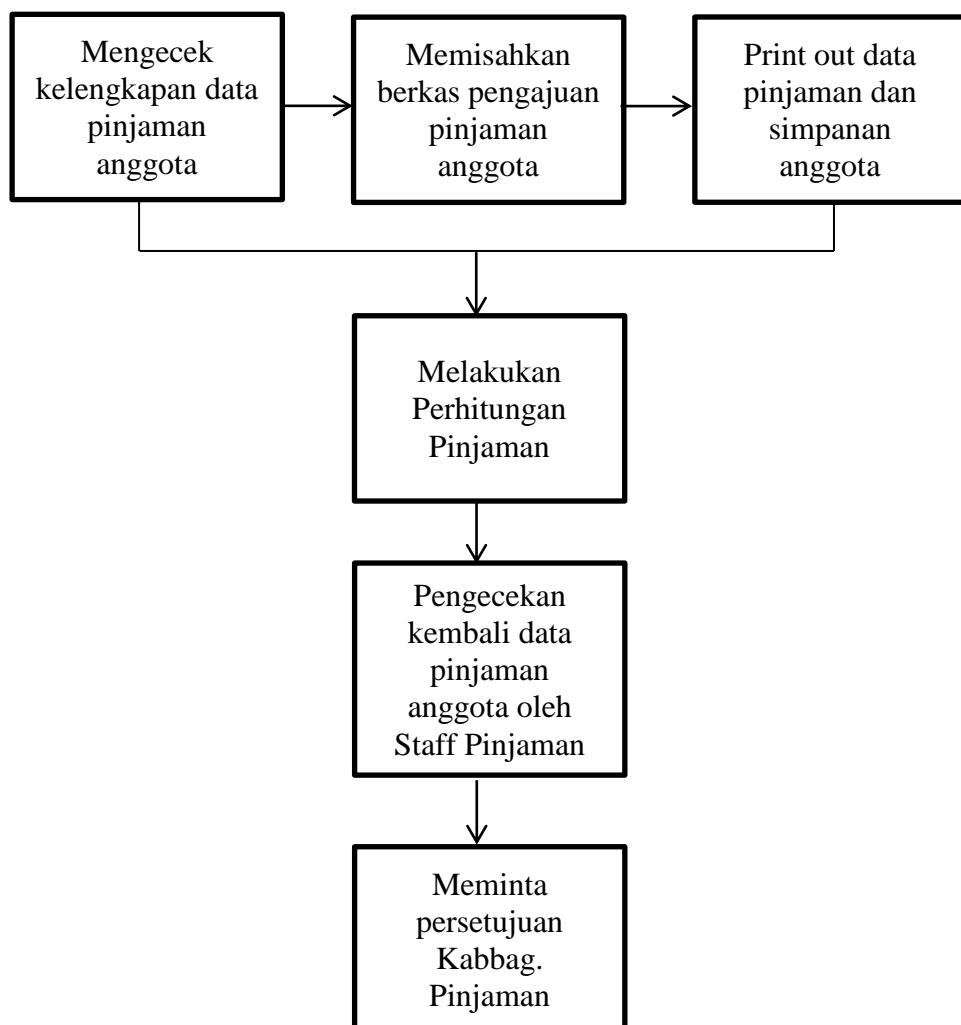 Mengecek
kelengkapan data
pinjaman
anggota
Memisahkan
berkas pengajuan
pinjaman
anggota
Print out data
pinjaman dan
simpanan
anggota
Melakukan
Perhitungan
Pinjaman
Pengecekan
kembali data
pinjaman
anggota oleh
Staff Pinjaman
Meminta
persetujuan
Kabbag.
Pinjaman